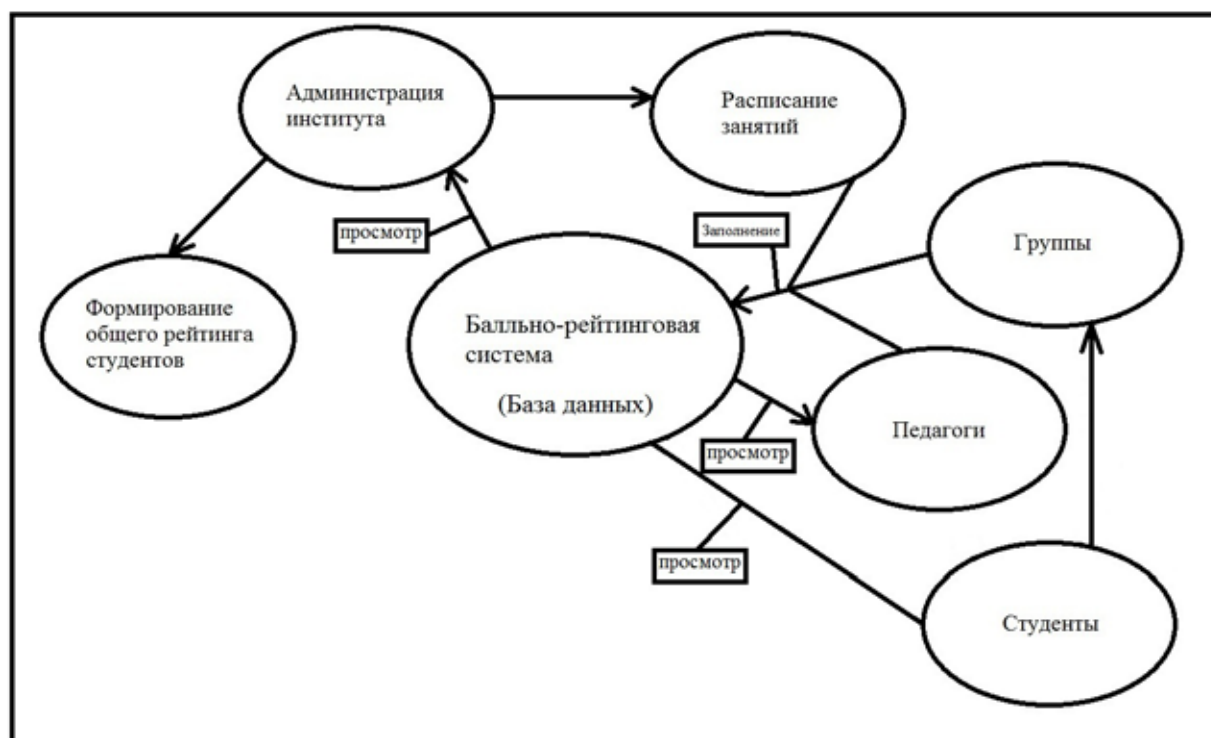 Администрация
института
Расписание
занятий
просмотр
Заполнение
Группы
Формирование
общего рейтинга
студентов
Балльно-рейтинговая
система
(База данных)
Педагоги
просмотр
просмотр
Студенты